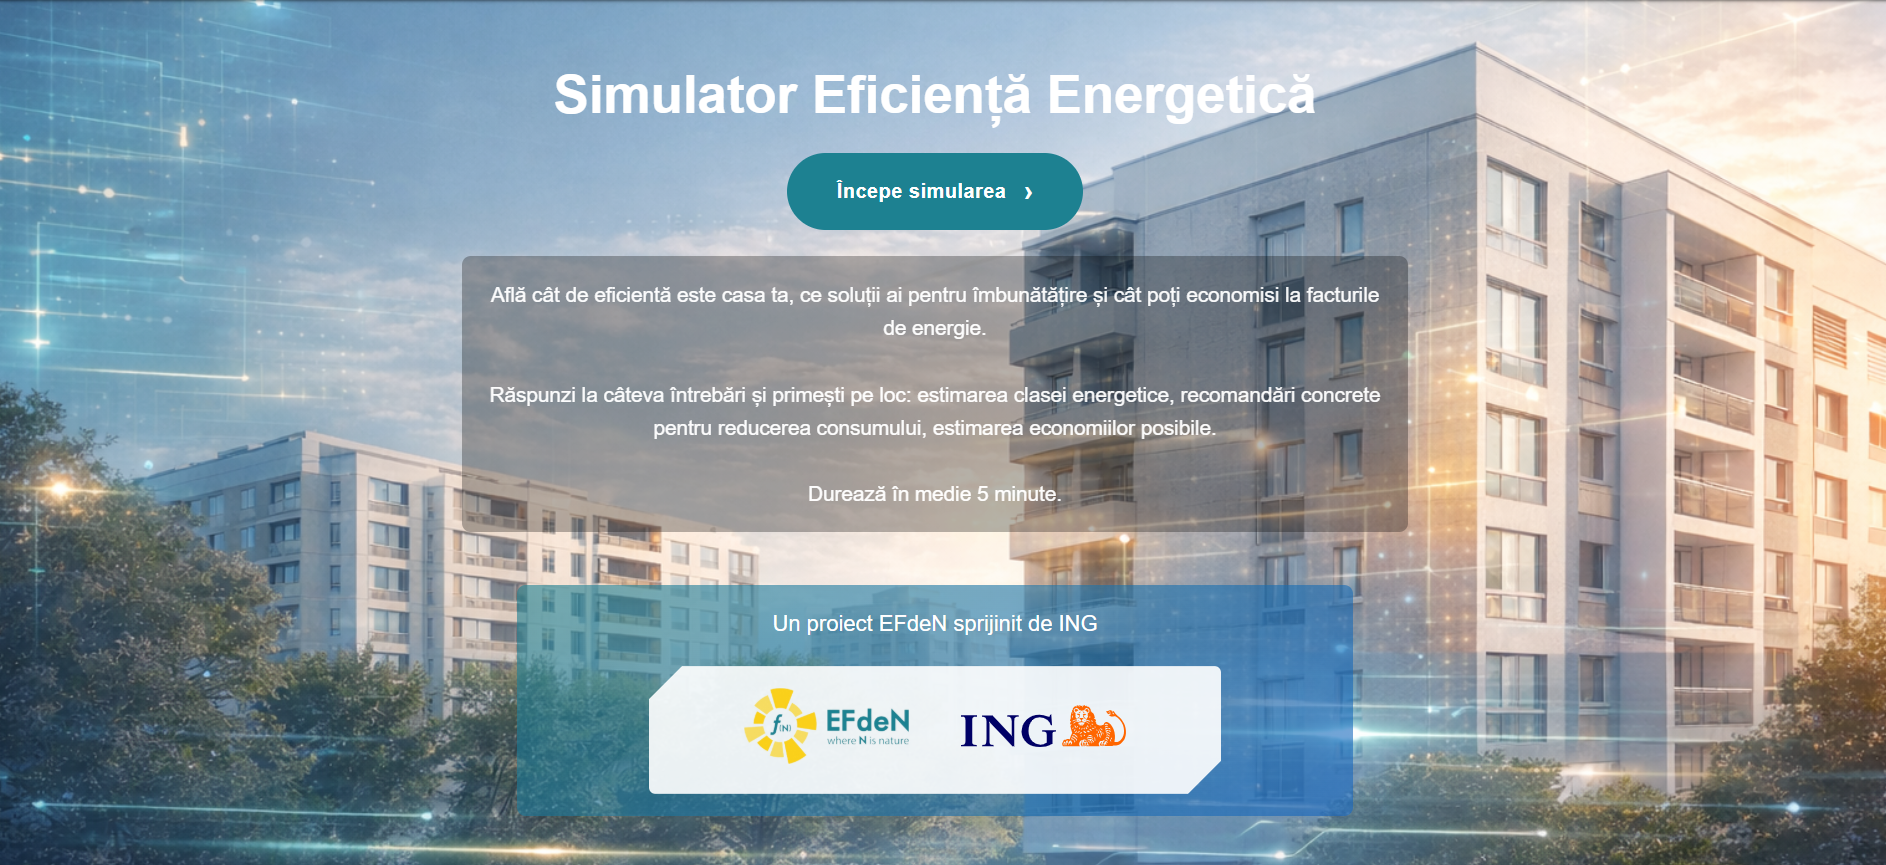 Simulator Eficiență Energetică
Începe simularea ›
Află cât de eficientă este casa ta, ce soluții ai pentru îmbunătățire și cât poți economisi la facturile
de energie.
Răspunzi la câteva întrebări și primești pe loc: estimarea clasei energetice, recomandări concrete
pentru reducerea consumului, estimarea economiilor posibile.
Durează în medie 5 minute.
Un proiect EFdeN sprijinit de ING
f(N) EFdeN
where N is nature
ING